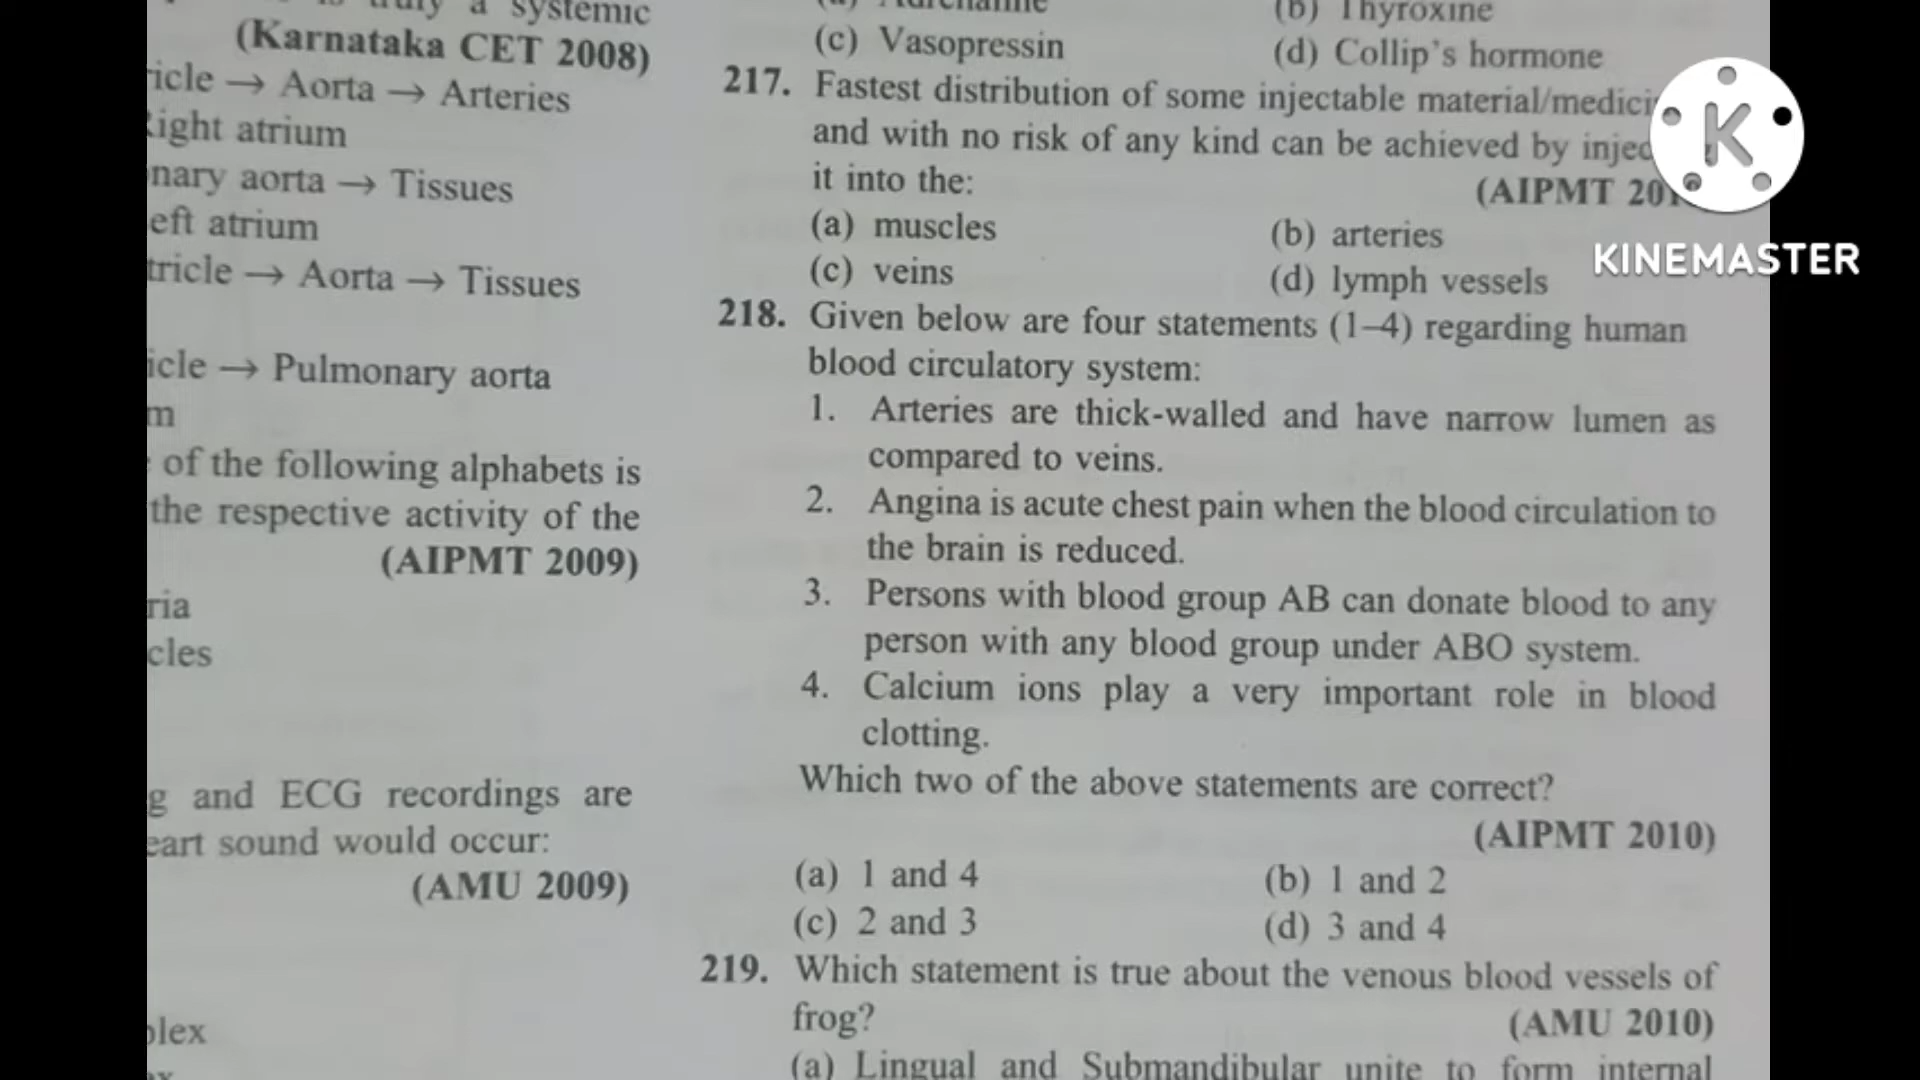 a systemic
(Karnataka CET 2008)
icle → Aorta → Arteries
ight atrium
nary aorta → Tissues
eft atrium
tricle → Aorta → Tissues
icle → Pulmonary aorta
m
of the following alphabets is
the respective activity of the
(AIPMT 2009)
ria
cles
g and ECG recordings are
eart sound would occur:
(AMU 2009)
plex
(b) Thyroxine
(c) Vasopressin (d) Collip's hormone
217. Fastest distribution of some injectable material/medici
and with no risk of any kind can be achieved by injec
it into the:
(AIPMT 20
(a) muscles (b) arteries
(c) veins (d) lymph vessels
218. Given below are four statements (1–4) regarding human
blood circulatory system:
1. Arteries are thick-walled and have narrow lumen as
compared to veins.
2. Angina is acute chest pain when the blood circulation to
the brain is reduced.
3. Persons with blood group AB can donate blood to any
person with any blood group under ABO system.
4. Calcium ions play a very important role in blood
clotting.
Which two of the above statements are correct?
(AIPMT 2010)
(a) 1 and 4 (b) 1 and 2
(c) 2 and 3 (d) 3 and 4
219. Which statement is true about the venous blood vessels of
frog? (AMU 2010)
(a) Lingual and Submandibular unite to form internal
K
KINEMASTER